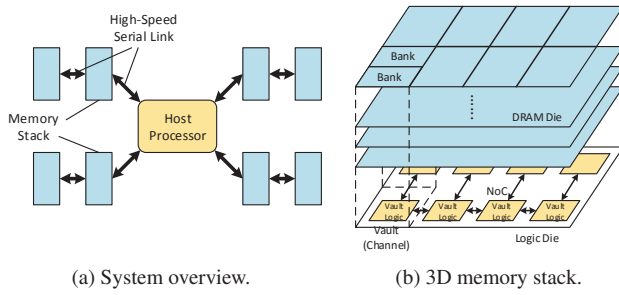 High-Speed
Serial Link
Memory
Stack
Host
Processor
(a) System overview.
Bank
Bank
DRAM Die
NoC
Vault
Logic
Vault
Logic
Vault
Logic
Vault
Logic
Vault
(Channel)
Logic Die
(b) 3D memory stack.